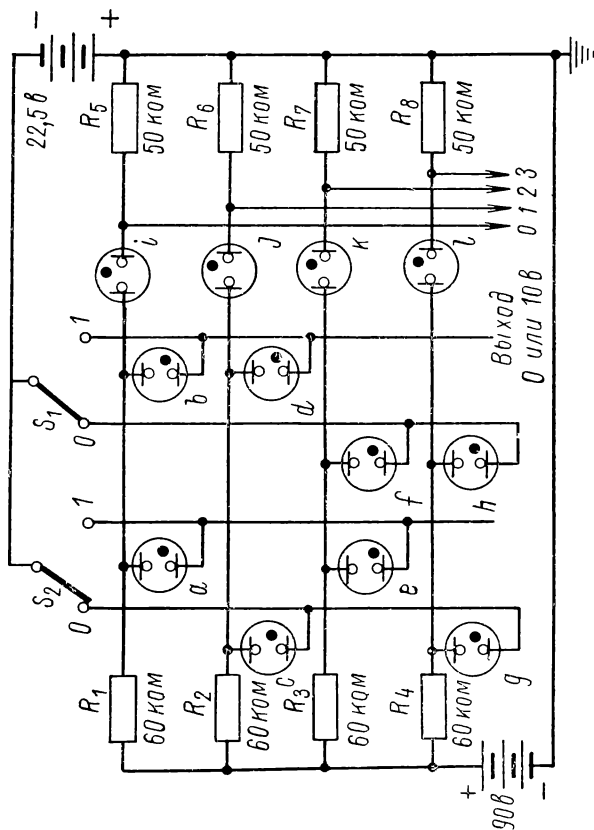 − +
22,5 в
S₂
S₁
0 1 0 1
R₁
60 ком
a
b
i
R₅
50 ком
R₂
60 ком
c
d
J
R₆
50 ком
R₃
60 ком
e
f
k
R₇
50 ком
R₄
60 ком
g
h
l
R₈
50 ком
+
90в
−
Выход
0 или 10в
0 1 2 3